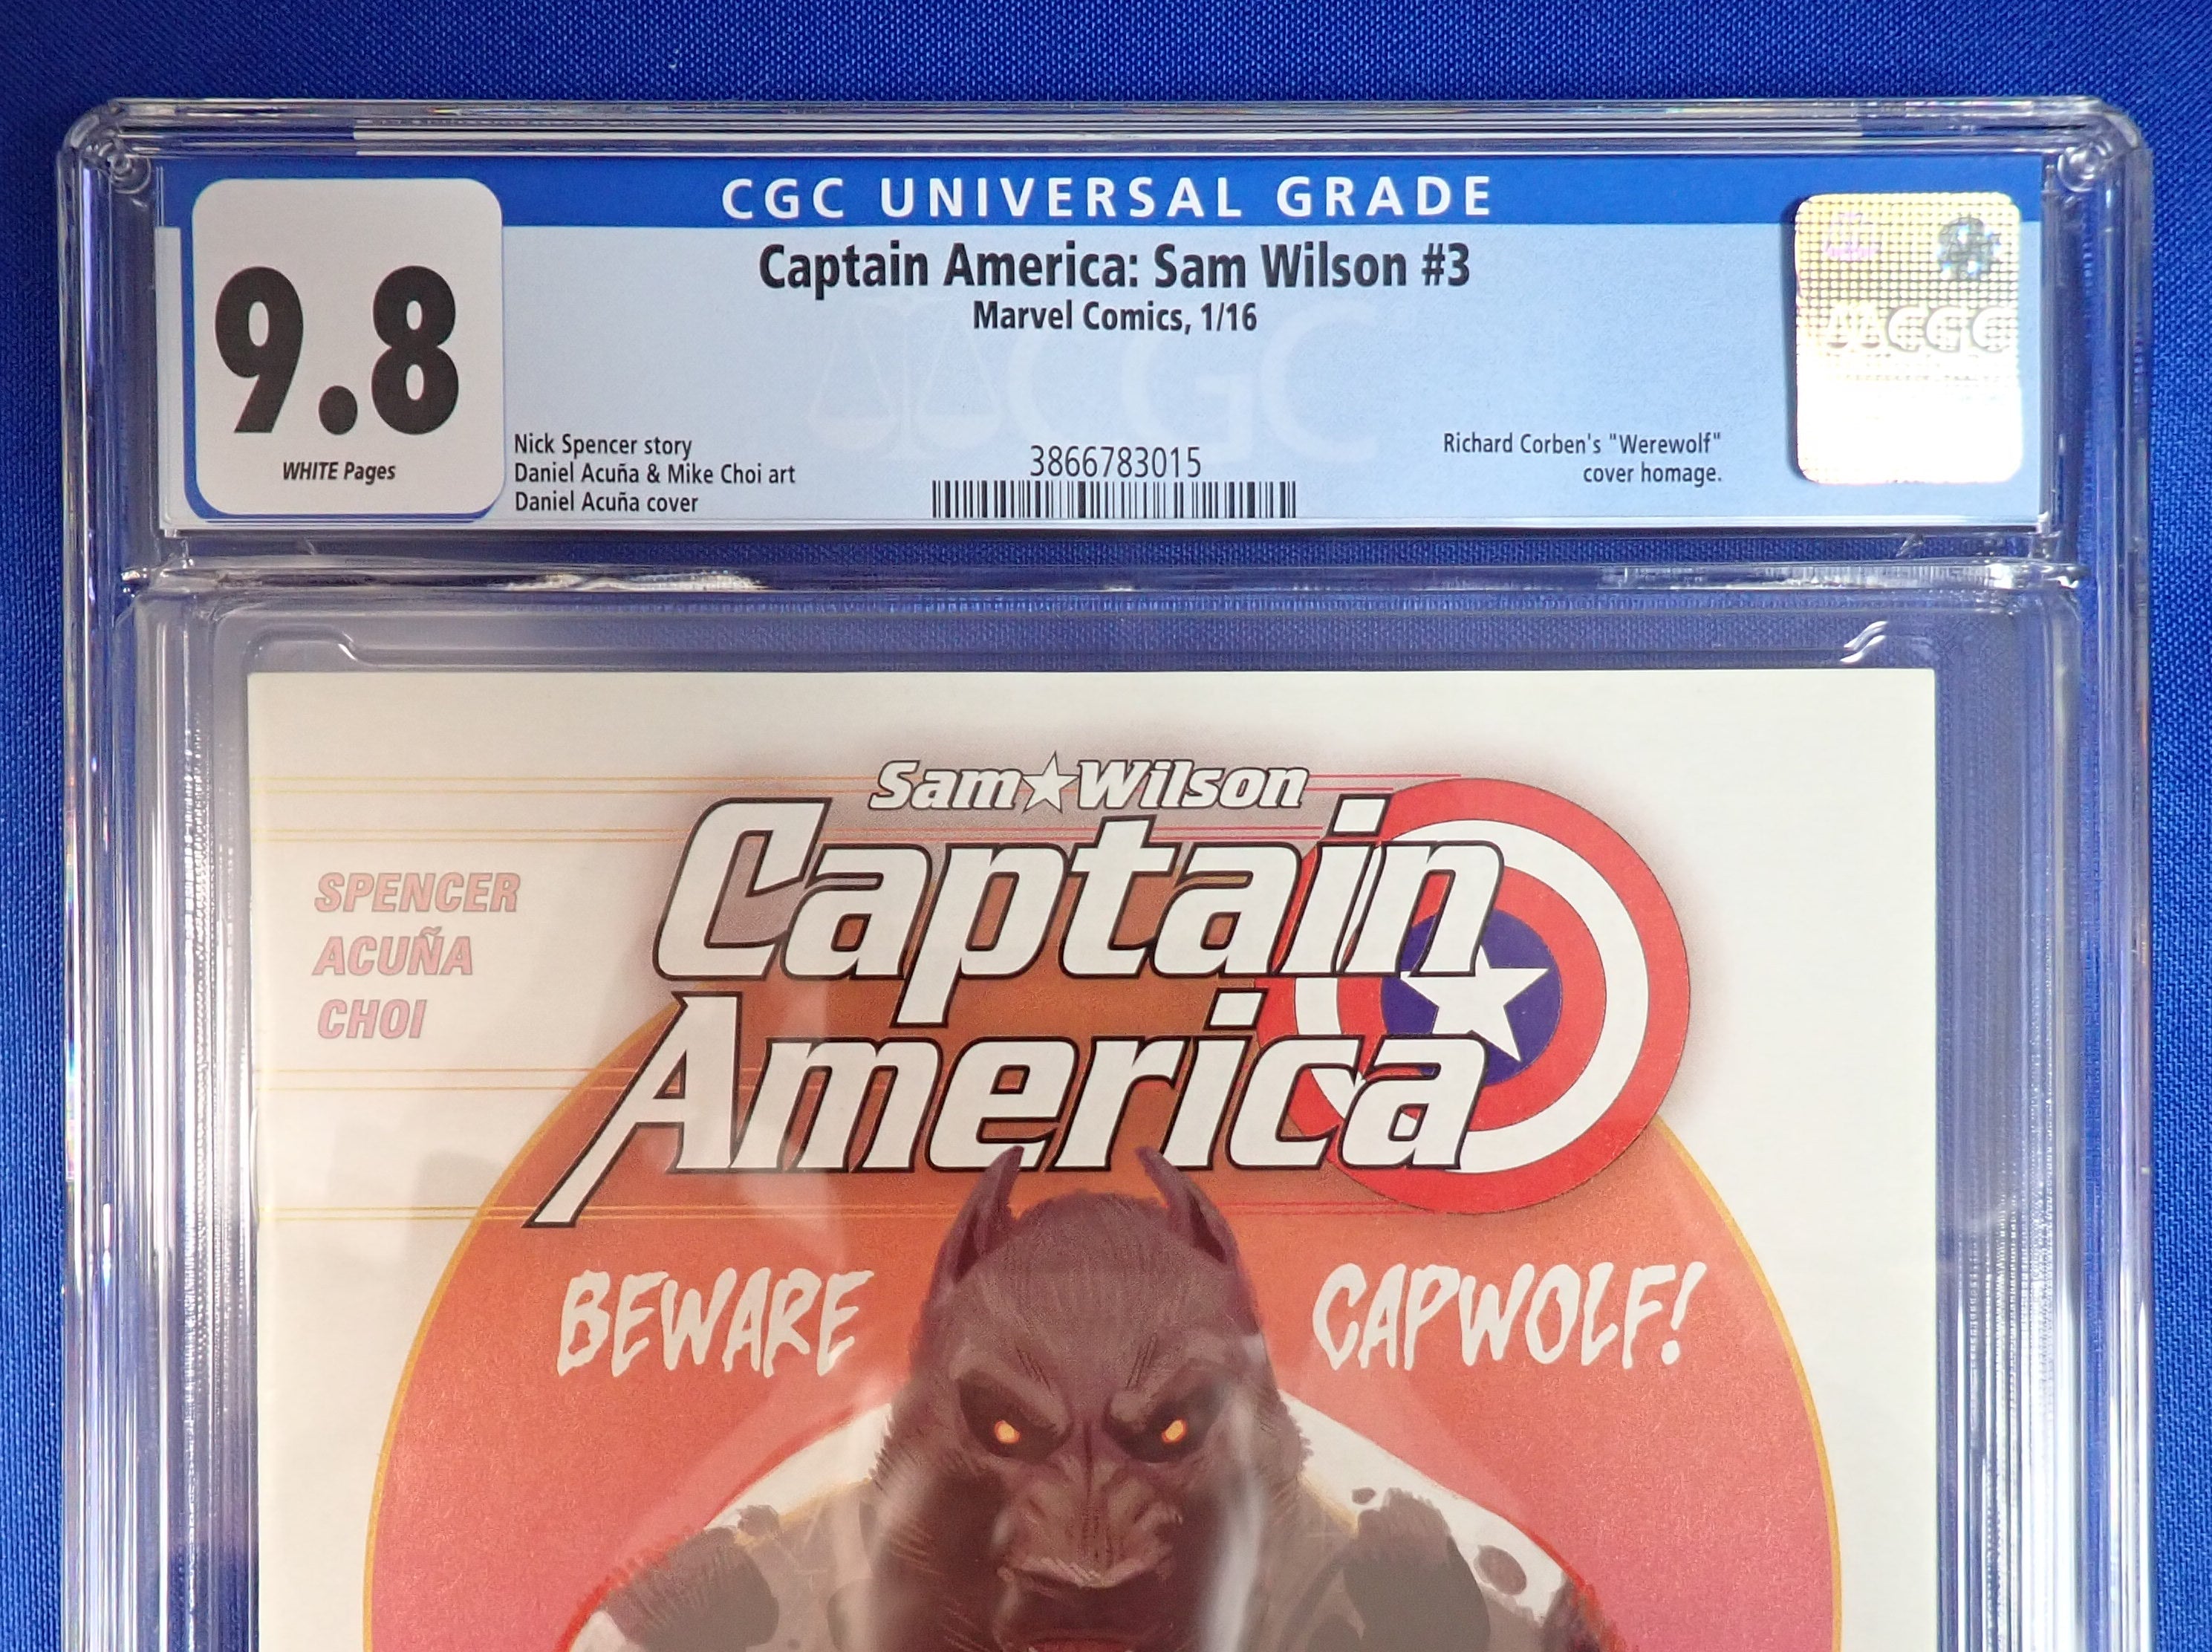 CGC UNIVERSAL GRADE
9.8
WHITE Pages
Captain America: Sam Wilson #3
Marvel Comics, 1/16
CGC
Nick Spencer story
Daniel Acuña & Mike Choi art
Daniel Acuña cover
3866783015
Richard Corben's "Werewolf"
cover homage.
CGC
Sam★Wilson
Captain
America
SPENCER
ACUÑA
CHOI
BEWARE CAPWOLF!